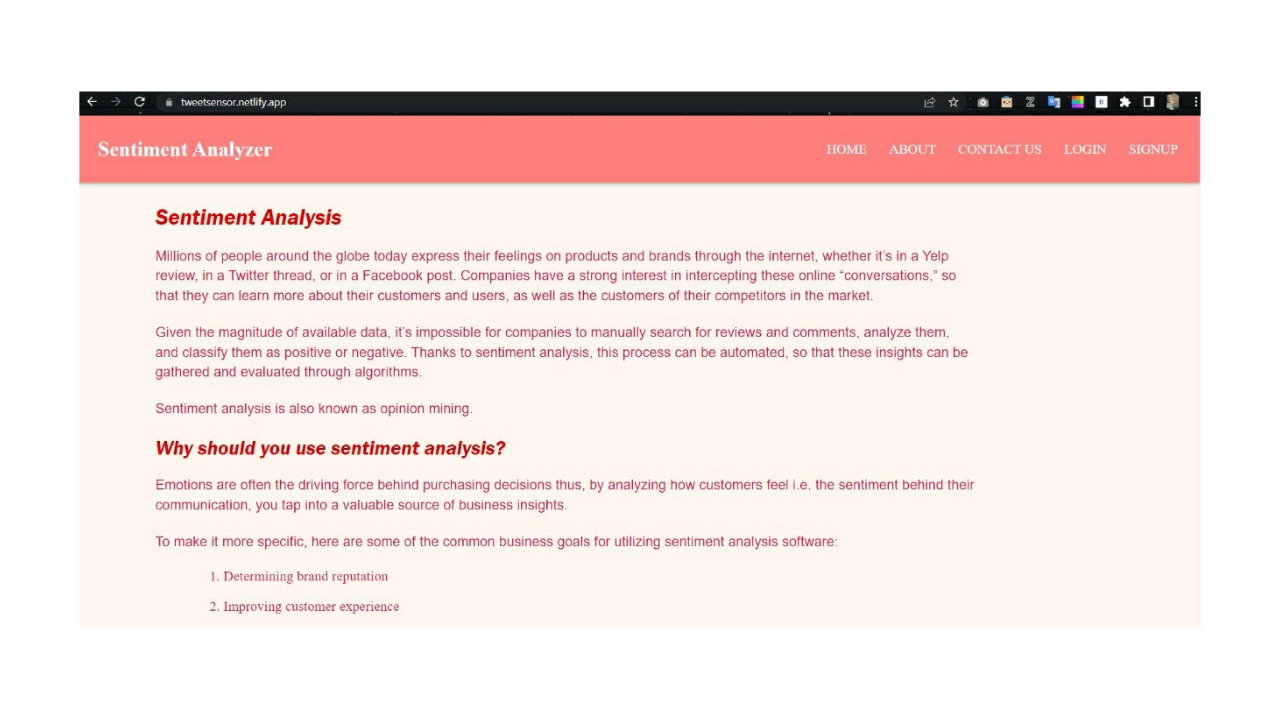 tweetsensor.netlify.app
Sentiment Analyzer
HOME ABOUT CONTACT US LOGIN SIGNUP
Sentiment Analysis
Millions of people around the globe today express their feelings on products and brands through the internet, whether it's in a Yelp
review, in a Twitter thread, or in a Facebook post. Companies have a strong interest in intercepting these online “conversations,” so
that they can learn more about their customers and users, as well as the customers of their competitors in the market.
Given the magnitude of available data, it's impossible for companies to manually search for reviews and comments, analyze them,
and classify them as positive or negative. Thanks to sentiment analysis, this process can be automated, so that these insights can be
gathered and evaluated through algorithms.
Sentiment analysis is also known as opinion mining.
Why should you use sentiment analysis?
Emotions are often the driving force behind purchasing decisions thus, by analyzing how customers feel i.e. the sentiment behind their
communication, you tap into a valuable source of business insights.
To make it more specific, here are some of the common business goals for utilizing sentiment analysis software:
1. Determining brand reputation
2. Improving customer experience